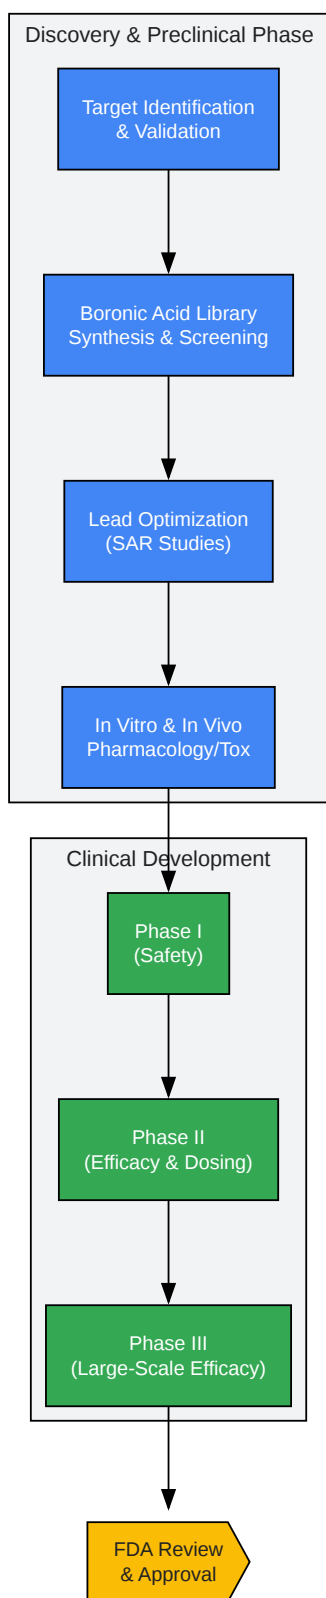 Discovery & Preclinical Phase
Target Identification
& Validation
Boronic Acid Library
Synthesis & Screening
Lead Optimization
(SAR Studies)
In Vitro & In Vivo
Pharmacology/Tox
Clinical Development
Phase I
(Safety)
Phase II
(Efficacy & Dosing)
Phase III
(Large-Scale Efficacy)
FDA Review
& Approval